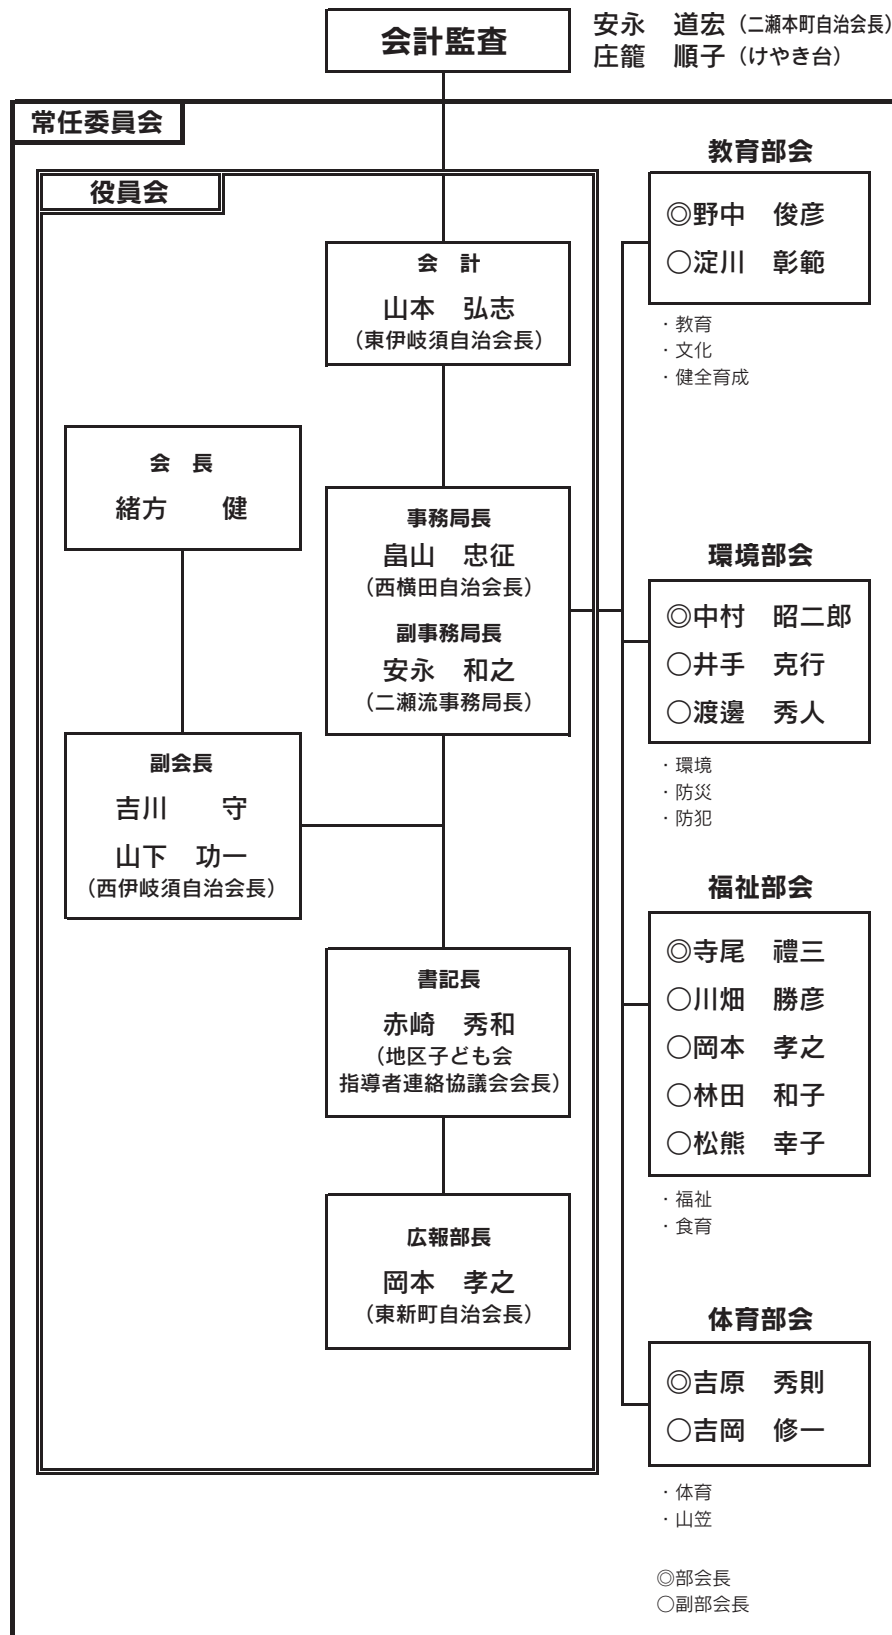 会計監査
安永　道宏（二瀬本町自治会長）
庄籠　順子（けやき台）
常任委員会
役員会
会　計
山本　弘志
（東伊岐須自治会長）
会　長
緒方　　健
事務局長
畠山　忠征
（西横田自治会長）
副事務局長
安永　和之
（二瀬流事務局長）
副会長
吉川　　守
山下　功一
（西伊岐須自治会長）
書記長
赤崎　秀和
（地区子ども会
指導者連絡協議会会長）
広報部長
岡本　孝之
（東新町自治会長）
教育部会
◎野中　俊彦
○淀川　彰範
・教育
・文化
・健全育成
環境部会
◎中村　昭二郎
○井手　克行
○渡邊　秀人
・環境
・防災
・防犯
福祉部会
◎寺尾　禮三
○川畑　勝彦
○岡本　孝之
○林田　和子
○松熊　幸子
・福祉
・食育
体育部会
◎吉原　秀則
○吉岡　修一
・体育
・山笠
◎部会長
○副部会長